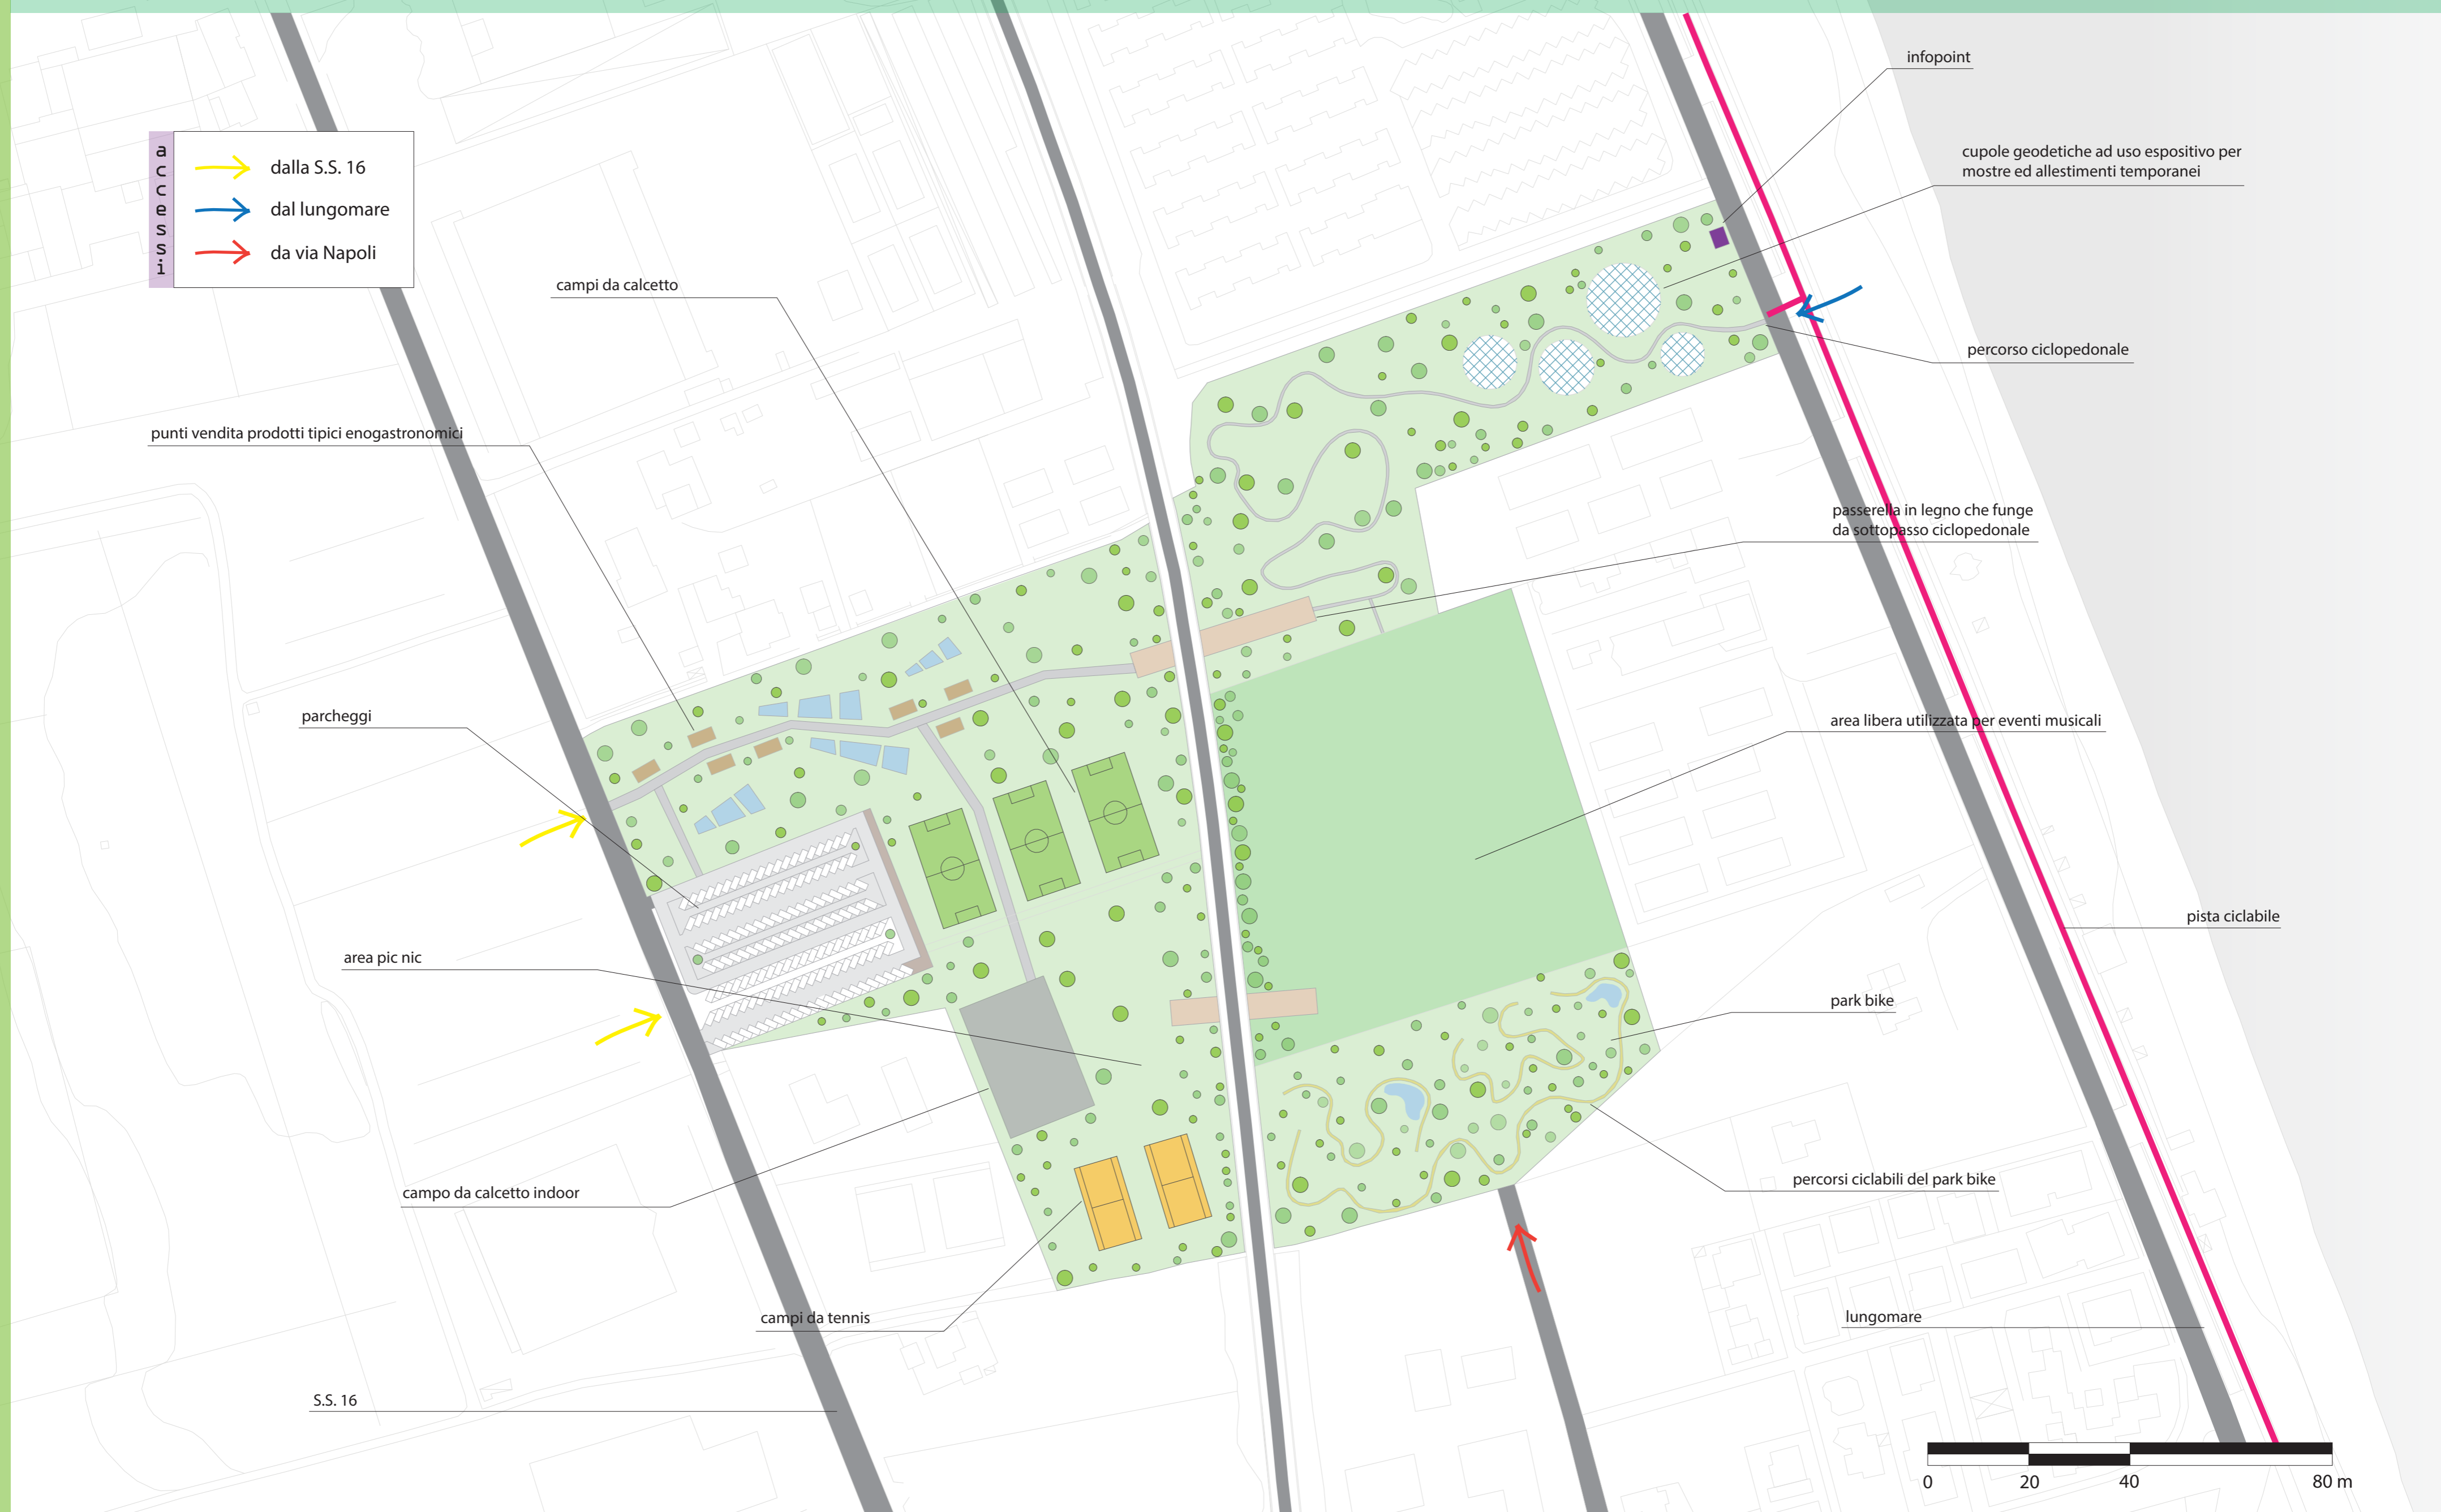 accessi
dalla S.S. 16
dal lungomare
da via Napoli
infopoint
cupole geodetiche ad uso espositivo per
mostre ed allestimenti temporanei
campi da calcetto
percorso ciclopedonale
punti vendita prodotti tipici enogastronomici
passerella in legno che funge
da sottopasso ciclopedonale
parcheggi
area libera utilizzata per eventi musicali
pista ciclabile
area pic nic
park bike
campo da calcetto indoor
percorsi ciclabili del park bike
campi da tennis
lungomare
S.S. 16
0 20 40 80 m